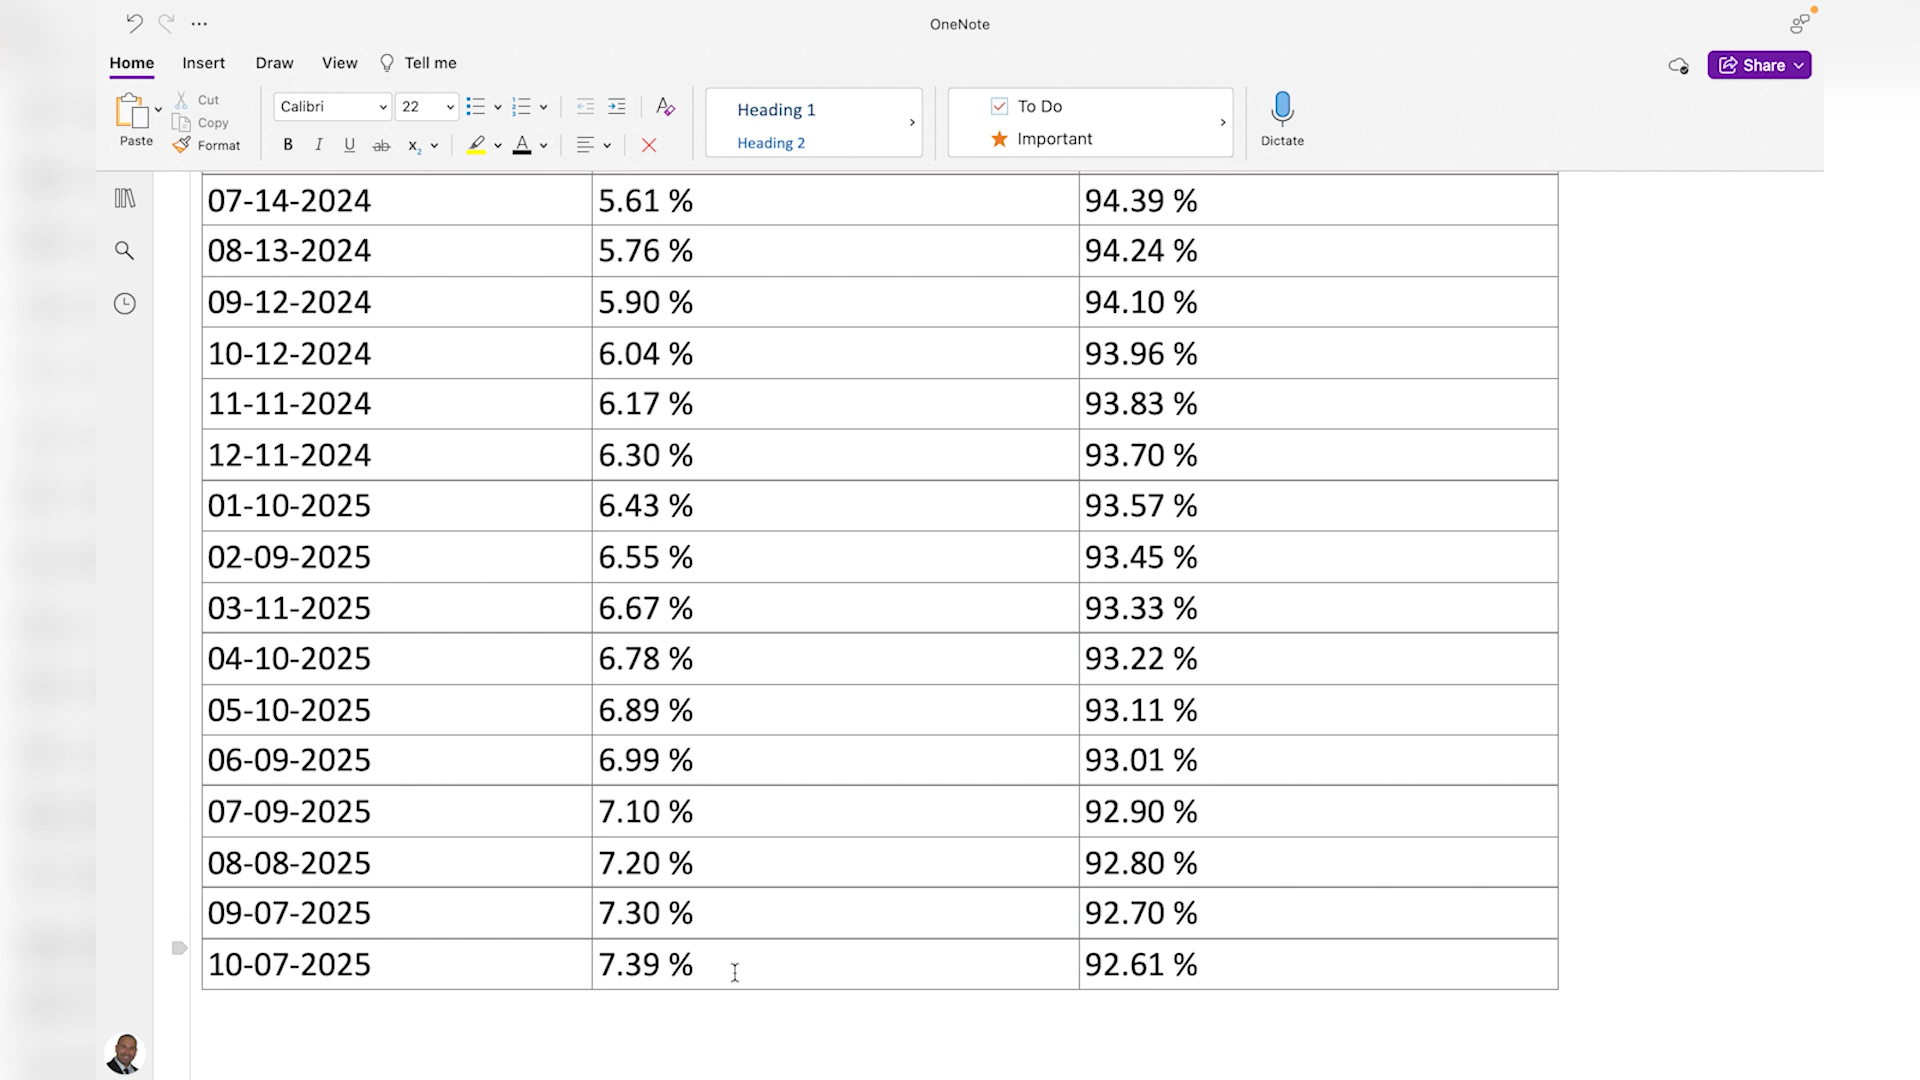 OneNote
Home Insert Draw View Tell me
Share
Paste
Cut
Copy
Format
Calibri 22
B I U ab x2 A
Heading 1
Heading 2
To Do
Important
Dictate
07-14-2024 5.61 % 94.39 %
08-13-2024 5.76 % 94.24 %
09-12-2024 5.90 % 94.10 %
10-12-2024 6.04 % 93.96 %
11-11-2024 6.17 % 93.83 %
12-11-2024 6.30 % 93.70 %
01-10-2025 6.43 % 93.57 %
02-09-2025 6.55 % 93.45 %
03-11-2025 6.67 % 93.33 %
04-10-2025 6.78 % 93.22 %
05-10-2025 6.89 % 93.11 %
06-09-2025 6.99 % 93.01 %
07-09-2025 7.10 % 92.90 %
08-08-2025 7.20 % 92.80 %
09-07-2025 7.30 % 92.70 %
10-07-2025 7.39 % 92.61 %